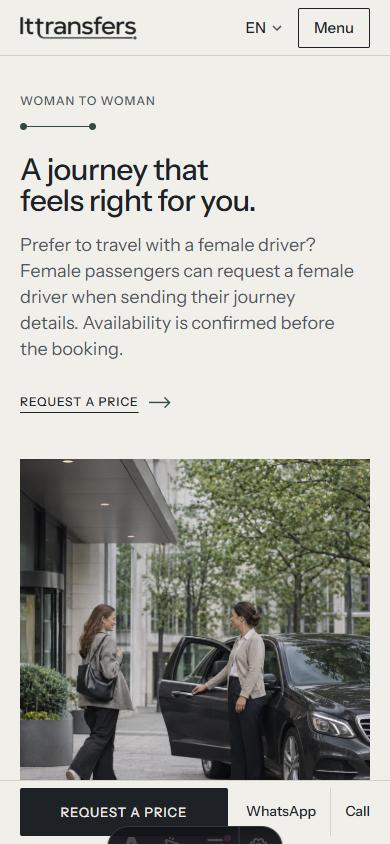 Ittransfers
EN
Menu
WOMAN TO WOMAN
A journey that
feels right for you.
Prefer to travel with a female driver?
Female passengers can request a female
driver when sending their journey
details. Availability is confirmed before
the booking.
REQUEST A PRICE
REQUEST A PRICE
WhatsApp
Call